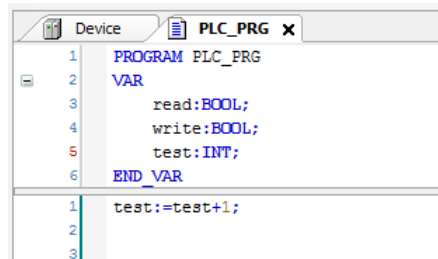 Device PLC_PRG X
1 PROGRAM PLC_PRG
2 VAR
3 read:BOOL;
4 write:BOOL;
5 test:INT;
6 END_VAR
1 test:=test+1;
2
3